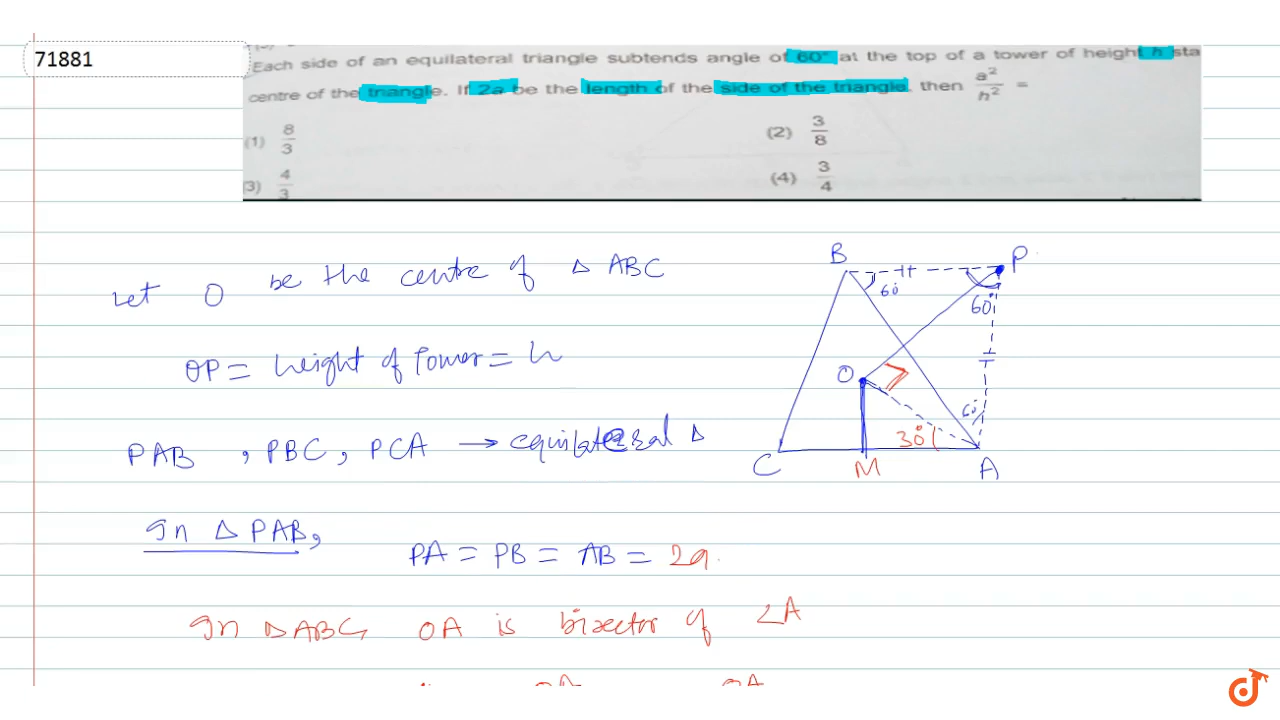 71881
Each side of an equilateral triangle subtends angle of 60° at the top of a tower of height h sta
centre of the triangle. If 2a be the length of the side of the triangle, then a²/h² =
(1) 8/3
(2) 3/8
(3) 4/3
(4) 3/4
Let O be the centre of △ ABC
OP = height of Tower = h
PAB , PBC, PCA → equilateral △
In △ PAB,
PA = PB = AB = 2a.
In △ABC, OA is bisector of ∠A
B
P
60°
60°
O
60°
30°
C
M
A